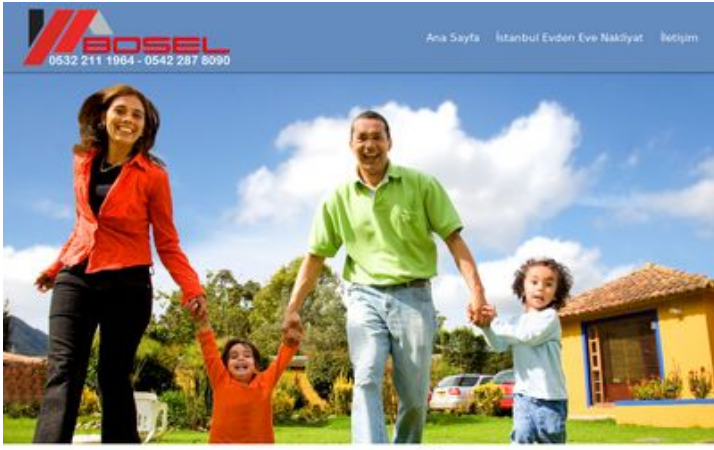 BOSEL
0532 211 1964 - 0542 287 8090
Ana Sayfa İstanbul Evden Eve Nakliyat İletişim